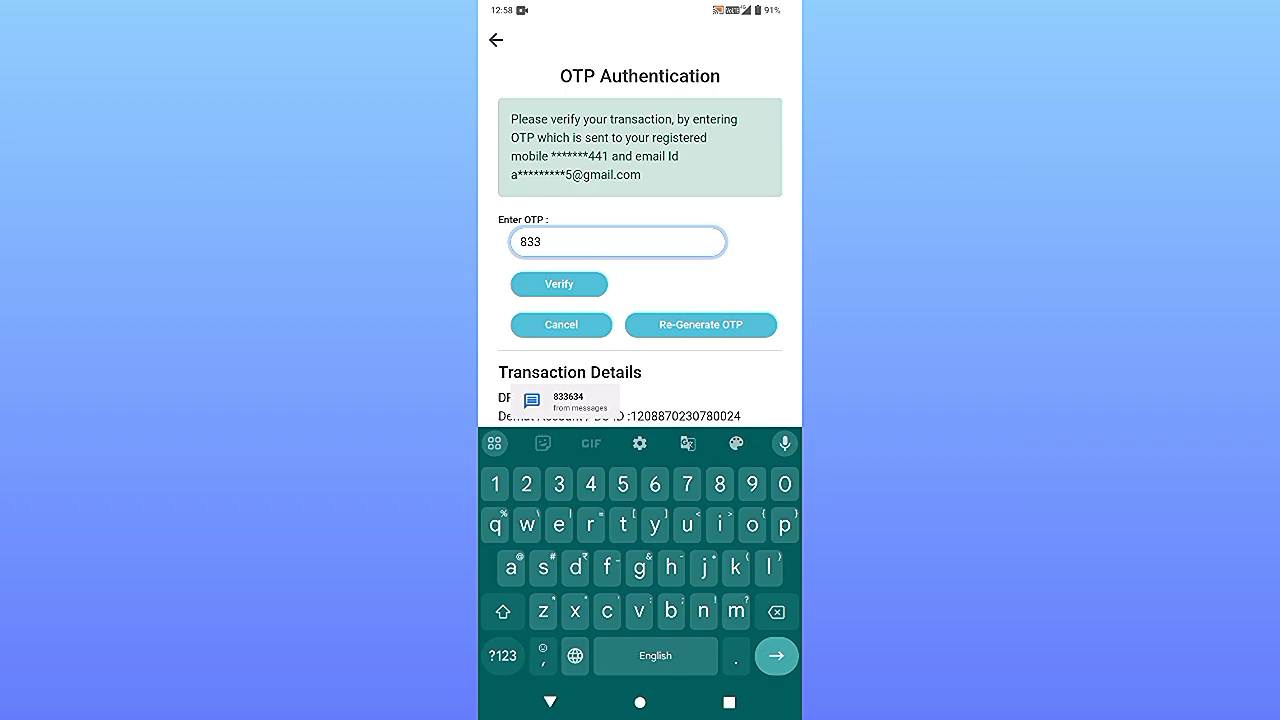 12:58 91%
OTP Authentication
Please verify your transaction, by entering
OTP which is sent to your registered
mobile *******441 and email Id
a*********5@gmail.com
Enter OTP :
833
Verify
Cancel Re-Generate OTP
Transaction Details
833634
from messages
ID :1208870230780024
GIF
1 2 3 4 5 6 7 8 9 0
q w e r t y u i o p
a s d f g h j k l
z x c v b n m
?123 , English .